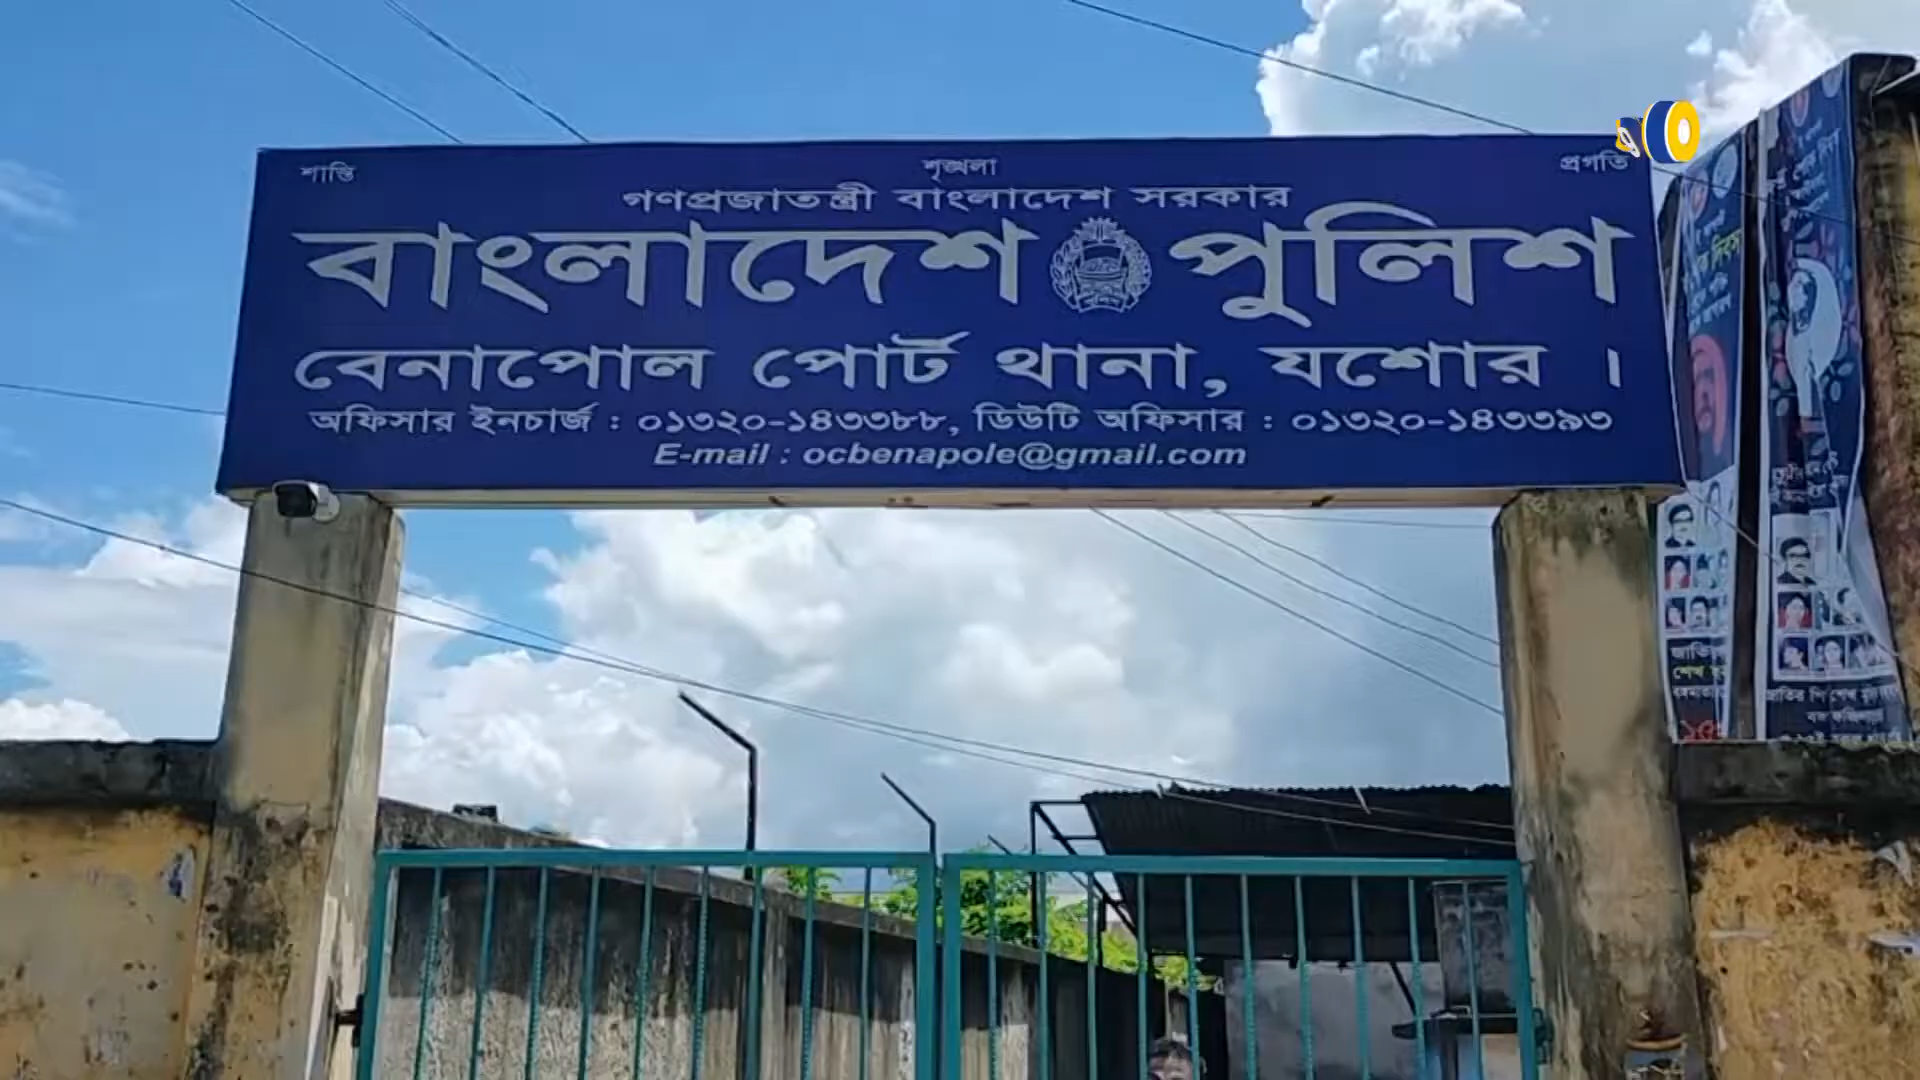 শান্তি শৃঙ্খলা প্রগতি
গণপ্রজাতন্ত্রী বাংলাদেশ সরকার
বাংলাদেশ পুলিশ
বেনাপোল পোর্ট থানা, যশোর ।
অফিসার ইনচার্জ : ০১৩২০-১৪৩৩৮৮, ডিউটি অফিসার : ০১৩২০-১৪৩৩৯৩
E-mail : ocbenapole@gmail.com